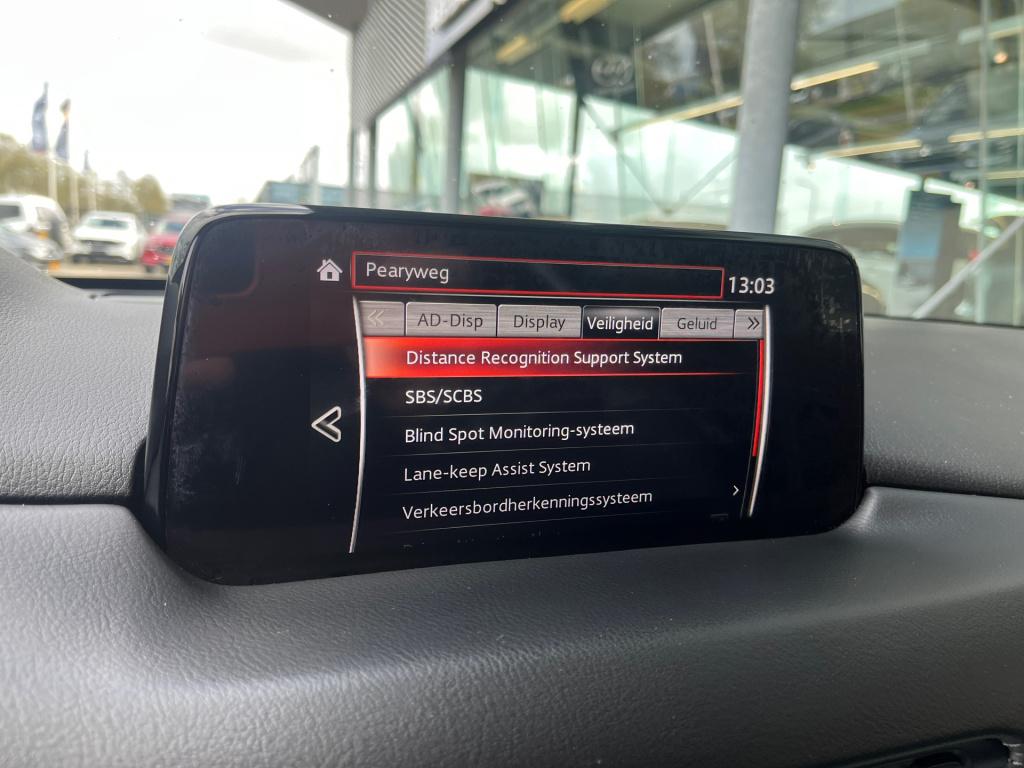 Pearyweg
13:03
AD-Disp Display Veiligheid Geluid
Distance Recognition Support System
SBS/SCBS
Blind Spot Monitoring-systeem
Lane-keep Assist System
Verkeersbordherkenningssysteem